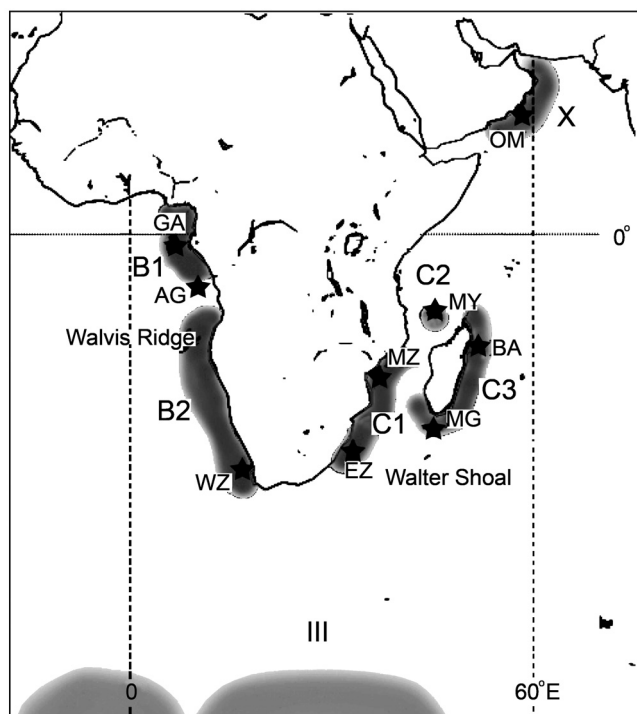 X
OM
GA
0°
B1
C2
AG
MY
Walvis Ridge
MZ
BA
B2
C1
C3
MG
EZ
WZ
Walter Shoal
III
0
60°E